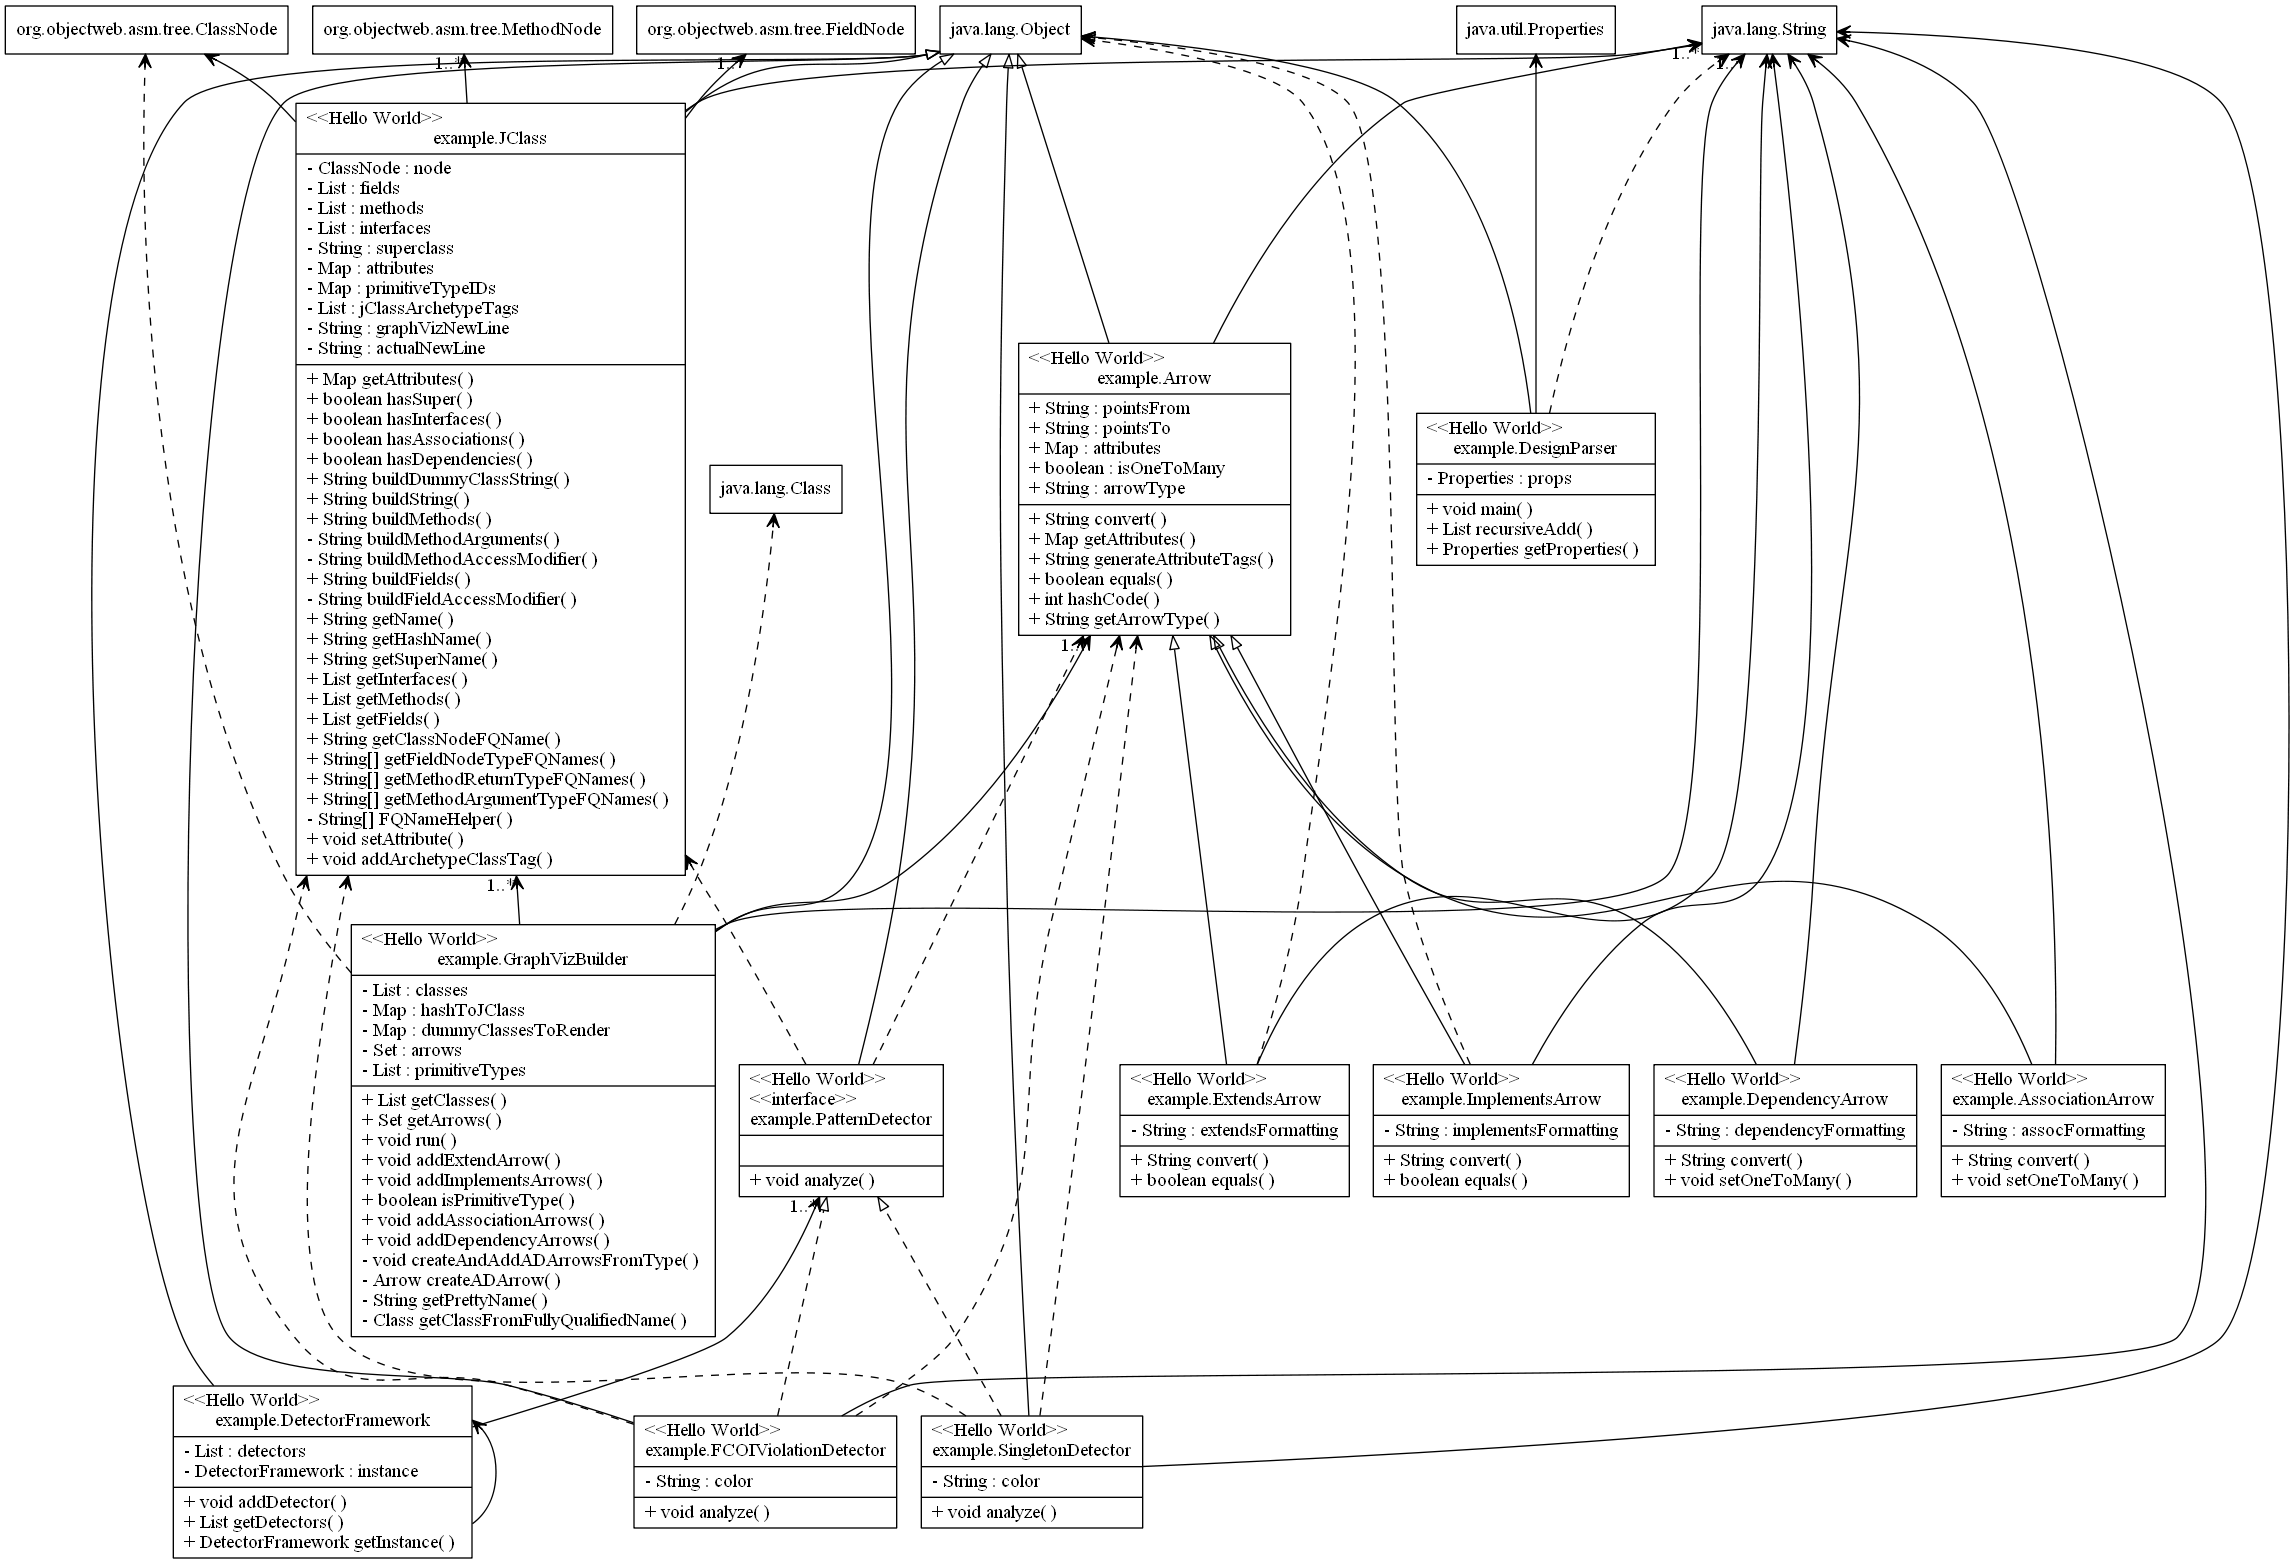 org.objectweb.asm.tree.ClassNode
org.objectweb.asm.tree.MethodNode
org.objectweb.asm.tree.FieldNode
java.lang.Object
java.util.Properties
java.lang.String
1..*
1..
1..*
1..
<<Hello World>>
example.JClass
- ClassNode : node
- List : fields
- List : methods
- List : interfaces
- String : superclass
- Map : attributes
- Map : primitiveTypeIDs
- List : jClassArchetypeTags
- String : graphVizNewLine
- String : actualNewLine
+ Map getAttributes( )
+ boolean hasSuper( )
+ boolean hasInterfaces( )
+ boolean hasAssociations( )
+ boolean hasDependencies( )
+ String buildDummyClassString( )
+ String buildString( )
+ String buildMethods( )
- String buildMethodArguments( )
- String buildMethodAccessModifier( )
+ String buildFields( )
- String buildFieldAccessModifier( )
+ String getName( )
+ String getHashName( )
+ String getSuperName( )
+ List getInterfaces( )
+ List getMethods( )
+ List getFields( )
+ String getClassNodeFQName( )
+ String[] getFieldNodeTypeFQNames( )
+ String[] getMethodReturnTypeFQNames( )
+ String[] getMethodArgumentTypeFQNames( )
- String[] FQNameHelper( )
+ void setAttribute( )
+ void addArchetypeClassTag( )
java.lang.Class
<<Hello World>>
example.Arrow
+ String : pointsFrom
+ String : pointsTo
+ Map : attributes
+ boolean : isOneToMany
+ String : arrowType
+ String convert( )
+ Map getAttributes( )
+ String generateAttributeTags( )
+ boolean equals( )
+ int hashCode( )
+ String getArrowType( )
<<Hello World>>
example.DesignParser
- Properties : props
+ void main( )
+ List recursiveAdd( )
+ Properties getProperties( )
1..
1..*
<<Hello World>>
example.GraphVizBuilder
- List : classes
- Map : hashToJClass
- Map : dummyClassesToRender
- Set : arrows
- List : primitiveTypes
+ List getClasses( )
+ Set getArrows( )
+ void run( )
+ void addExtendArrow( )
+ void addImplementsArrows( )
+ boolean isPrimitiveType( )
+ void addAssociationArrows( )
+ void addDependencyArrows( )
- void createAndAddADArrowsFromType( )
- Arrow createADArrow( )
- String getPrettyName( )
- Class getClassFromFullyQualifiedName( )
<<Hello World>>
<<interface>>
example.PatternDetector
+ void analyze( )
1..*
<<Hello World>>
example.ExtendsArrow
- String : extendsFormatting
+ String convert( )
+ boolean equals( )
<<Hello World>>
example.ImplementsArrow
- String : implementsFormatting
+ String convert( )
+ boolean equals( )
<<Hello World>>
example.DependencyArrow
- String : dependencyFormatting
+ String convert( )
+ void setOneToMany( )
<<Hello World>>
example.AssociationArrow
- String : assocFormatting
+ String convert( )
+ void setOneToMany( )
<<Hello World>>
example.DetectorFramework
- List : detectors
- DetectorFramework : instance
+ void addDetector( )
+ List getDetectors( )
+ DetectorFramework getInstance( )
<<Hello World>>
example.FCOIViolationDetector
- String : color
+ void analyze( )
<<Hello World>>
example.SingletonDetector
- String : color
+ void analyze( )